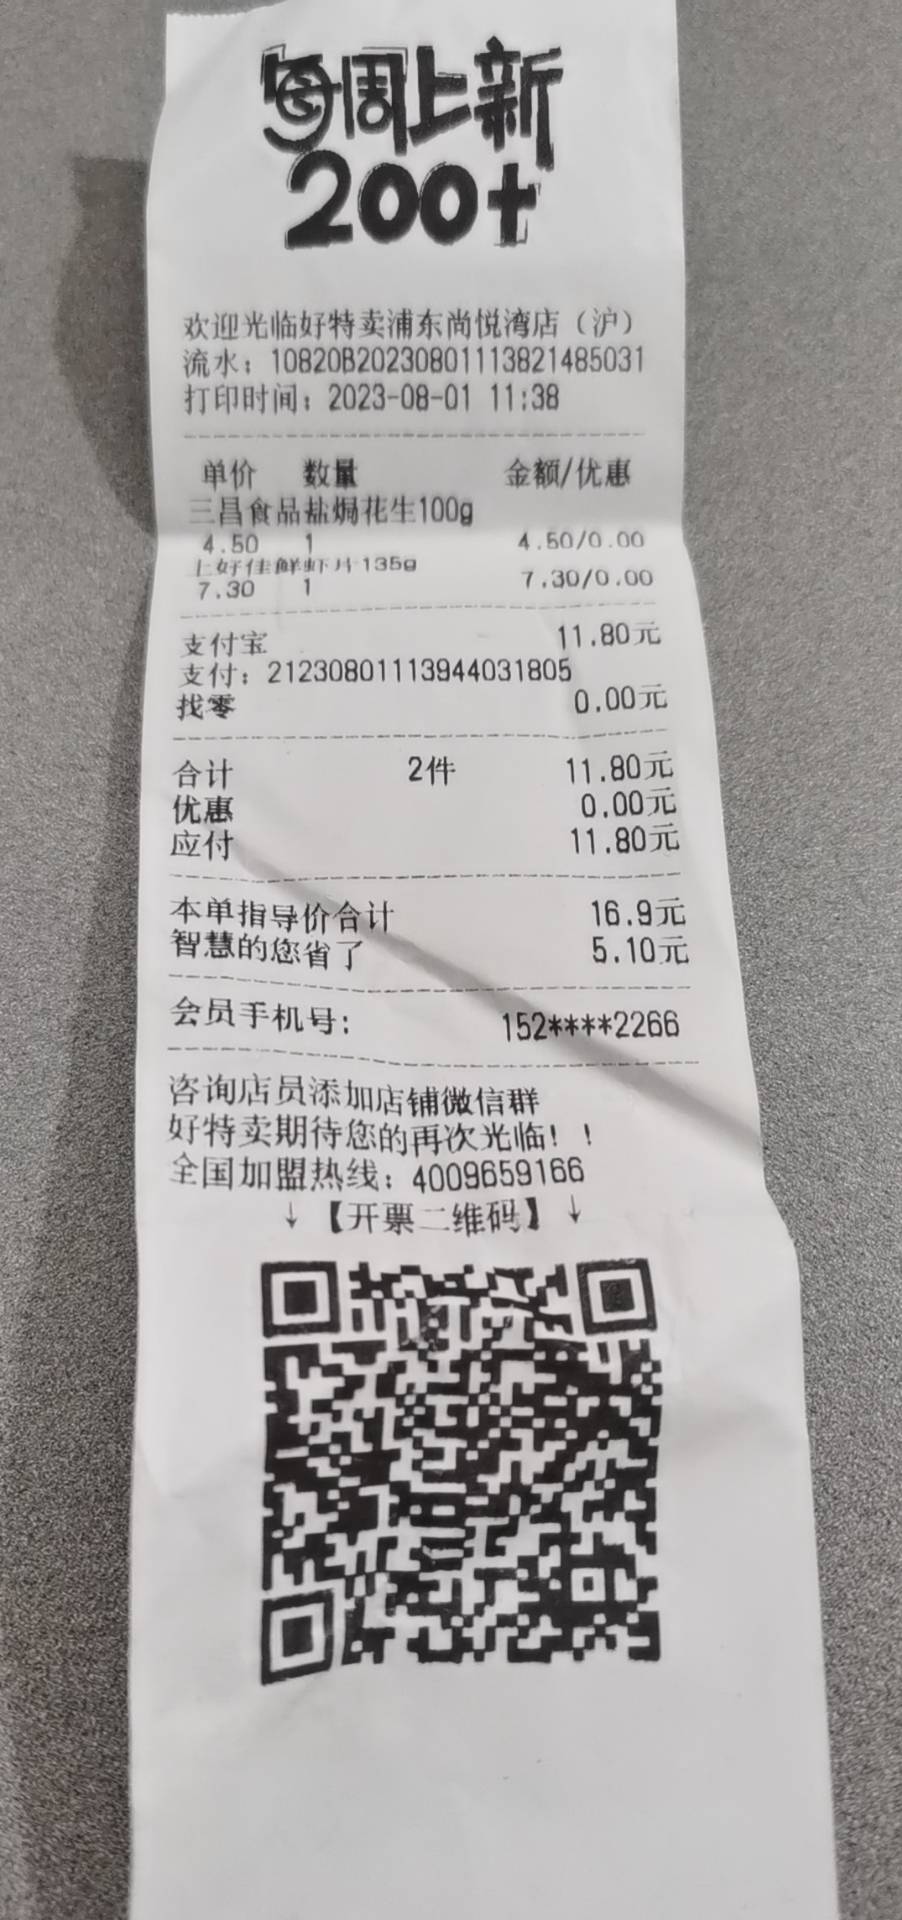 每周上新
200+
欢迎光临好特卖浦东尚悦湾店（沪）
流水：10820B202308011113821485031
打印时间：2023-08-01 11:38
单价 数量 金额/优惠
三昌食品盐焗花生100g
4.50 1 4.50/0.00
上好佳鲜虾片135g
7.30 1 7.30/0.00
支付宝 11.80元
支付：212308011113944031805
找零 0.00元
合计 2件 11.80元
优惠 0.00元
应付 11.80元
本单指导价合计 16.9元
智慧的您省了 5.10元
会员手机号: 152****2266
咨询店员添加店铺微信群
好特卖期待您的再次光临！！
全国加盟热线：4009659166
↓【开票二维码】↓